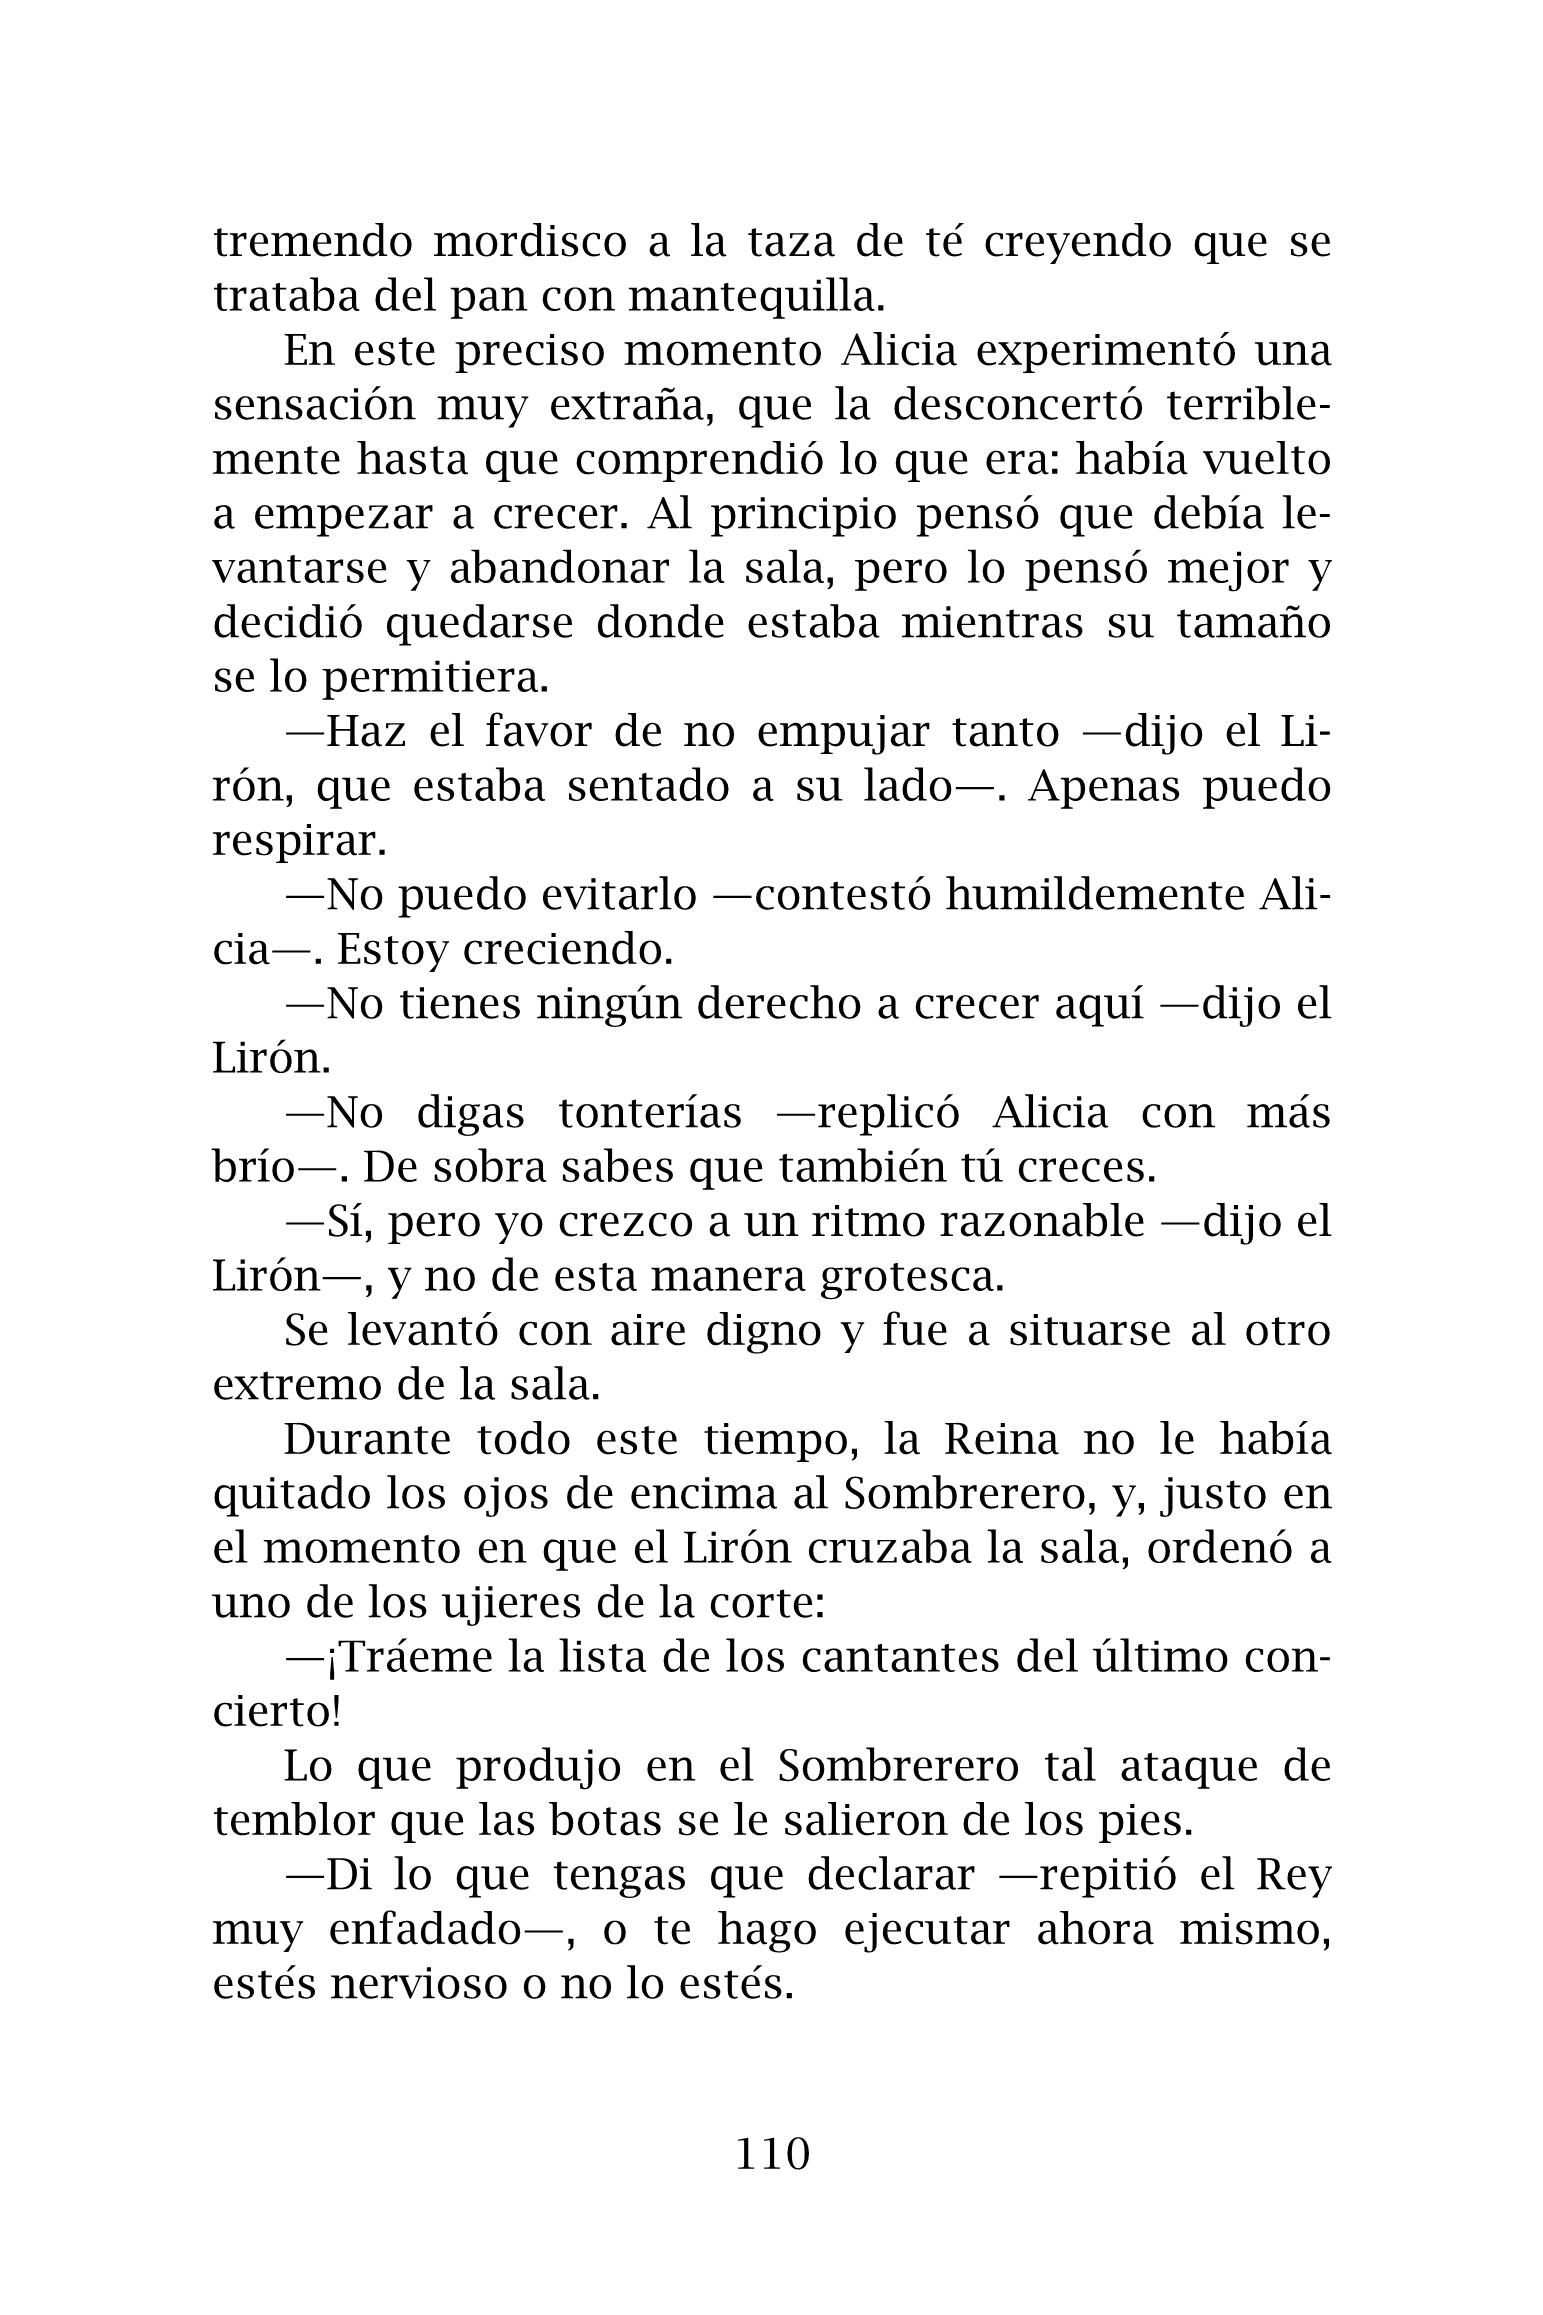 tremendo mordisco a la taza de té creyendo que se
trataba del pan con mantequilla.
En este preciso momento Alicia experimentó una
sensación muy extraña, que la desconcertó terrible-
mente hasta que comprendió lo que era: había vuelto
a empezar a crecer. Al principio pensó que debía le-
vantarse y abandonar la sala, pero lo pensó mejor y
decidió quedarse donde estaba mientras su tamaño
se lo permitiera.
—Haz el favor de no empujar tanto —dijo el Li-
rón, que estaba sentado a su lado—. Apenas puedo
respirar.
—No puedo evitarlo —contestó humildemente Ali-
cia—. Estoy creciendo.
—No tienes ningún derecho a crecer aquí —dijo el
Lirón.
—No digas tonterías —replicó Alicia con más
brío—. De sobra sabes que también tú creces.
—Sí, pero yo crezco a un ritmo razonable —dijo el
Lirón—, y no de esta manera grotesca.
Se levantó con aire digno y fue a situarse al otro
extremo de la sala.
Durante todo este tiempo, la Reina no le había
quitado los ojos de encima al Sombrerero, y, justo en
el momento en que el Lirón cruzaba la sala, ordenó a
uno de los ujieres de la corte:
—¡Tráeme la lista de los cantantes del último con-
cierto!
Lo que produjo en el Sombrerero tal ataque de
temblor que las botas se le salieron de los pies.
—Di lo que tengas que declarar —repitió el Rey
muy enfadado—, o te hago ejecutar ahora mismo,
estés nervioso o no lo estés.
110